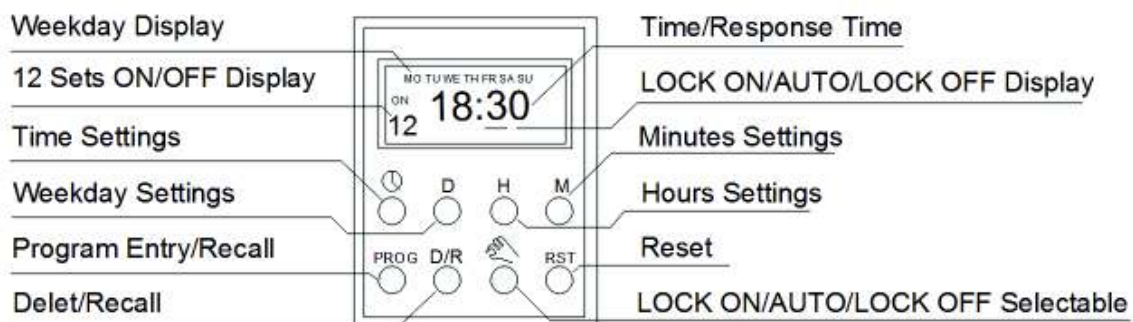 Weekday Display
Time/Response Time
12 Sets ON/OFF Display
LOCK ON/AUTO/LOCK OFF Display
MO TU WE TH FR SA SU
ON
18:30
12
Time Settings
Minutes Settings
Weekday Settings
D H M
Hours Settings
Program Entry/Recall
PROG D/R RST
Reset
Delet/Recall
LOCK ON/AUTO/LOCK OFF Selectable